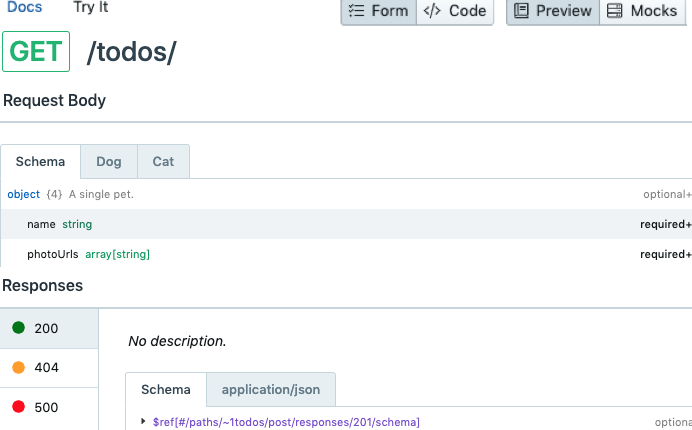 Docs Try It Form </> Code Preview Mocks
GET /todos/
Request Body
Schema Dog Cat
object {4} A single pet. optional+
name string required+
photoUrls array[string] required+
Responses
200
No description.
404
Schema application/json
500
$ref[#/paths/~1todos/post/responses/201/schema] optiona